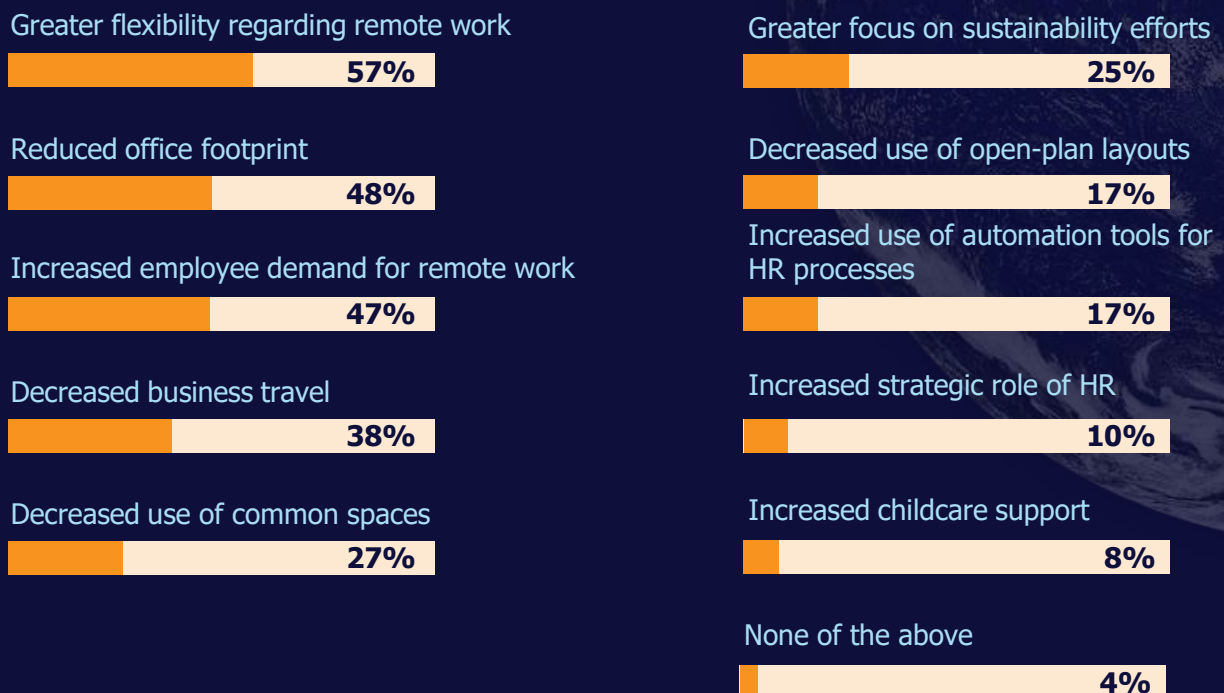 Greater flexibility regarding remote work
57%
Reduced office footprint
48%
Increased employee demand for remote work
47%
Decreased business travel
38%
Decreased use of common spaces
27%
Greater focus on sustainability efforts
25%
Decreased use of open-plan layouts
17%
Increased use of automation tools for
HR processes
17%
Increased strategic role of HR
10%
Increased childcare support
8%
None of the above
4%